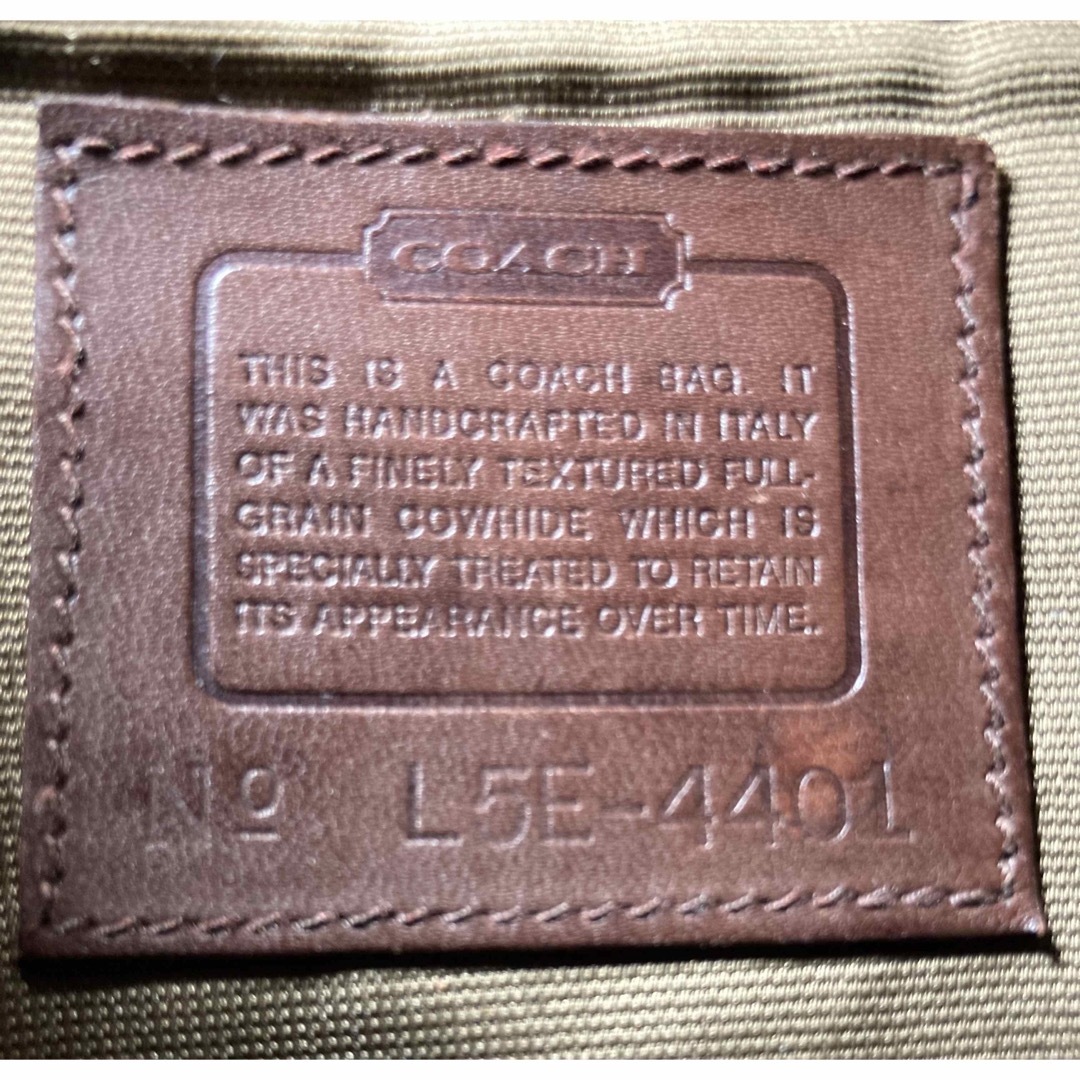 COACH
THIS IS A COACH BAG. IT
WAS HANDCRAFTED IN ITALY
OF A FINELY TEXTURED FULL-
GRAIN COWHIDE WHICH IS
SPECIALLY TREATED TO RETAIN
ITS APPEARANCE OVER TIME.
Nº L5E-4401